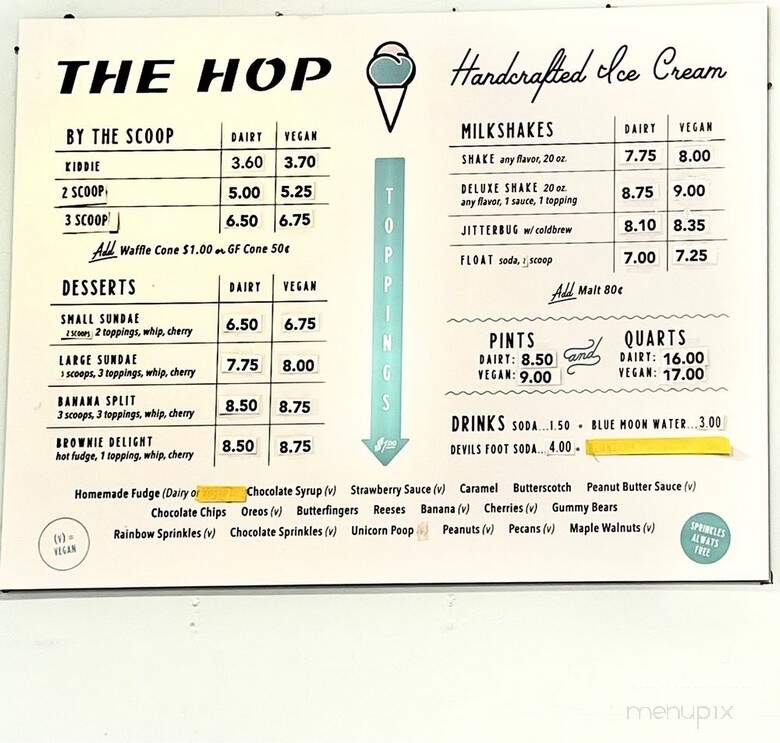 THE HOP
Handcrafted Ice Cream
BY THE SCOOP DAIRY VEGAN
KIDDIE 3.60 3.70
2 SCOOP 5.00 5.25
3 SCOOP 6.50 6.75
Add Waffle Cone $1.00 or GF Cone 50¢
DESSERTS DAIRY VEGAN
SMALL SUNDAE
2 scoops, 2 toppings, whip, cherry 6.50 6.75
LARGE SUNDAE
3 scoops, 3 toppings, whip, cherry 7.75 8.00
BANANA SPLIT
3 scoops, 3 toppings, whip, cherry 8.50 8.75
BROWNIE DELIGHT
hot fudge, 1 topping, whip, cherry 8.50 8.75
TOPPINGS
$1.00
MILKSHAKES DAIRY VEGAN
SHAKE any flavor, 20 oz. 7.75 8.00
DELUXE SHAKE 20 oz. 8.75 9.00
any flavor, 1 sauce, 1 topping
JITTERBUG w/ coldbrew 8.10 8.35
FLOAT soda, 2 scoop 7.00 7.25
Add Malt 80¢
PINTS and QUARTS
DAIRY: 8.50 DAIRY: 16.00
VEGAN: 9.00 VEGAN: 17.00
DRINKS SODA...1.50 • BLUE MOON WATER...3.00
DEVILS FOOT SODA...4.00 •
Homemade Fudge (Dairy or Chocolate Syrup (v) Strawberry Sauce (v) Caramel Butterscotch Peanut Butter Sauce (v)
Chocolate Chips Oreos (v) Butterfingers Reeses Banana (v) Cherries (v) Gummy Bears
Rainbow Sprinkles (v) Chocolate Sprinkles (v) Unicorn Poop Peanuts (v) Pecans (v) Maple Walnuts (v)
(V) =
VEGAN
SPRINKLES
ALWAYS
FREE
menupix